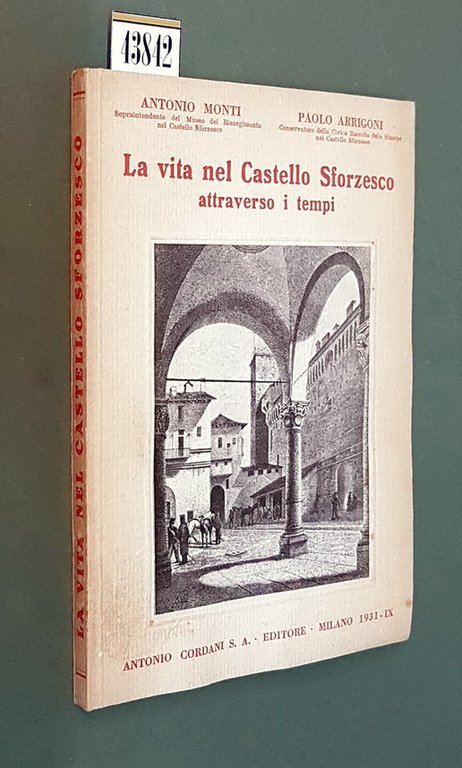 43842
ANTONIO MONTI
Sopraintendente del Museo del Risorgimento
nel Castello Sforzesco
PAOLO ARRIGONI
Conservatore della Civica Raccolta delle Stampe
nel Castello Sforzesco
La vita nel Castello Sforzesco
attraverso i tempi
ANTONIO CORDANI S. A. · EDITORE · MILANO 1931-IX
LA VITA NEL CASTELLO SFORZESCO